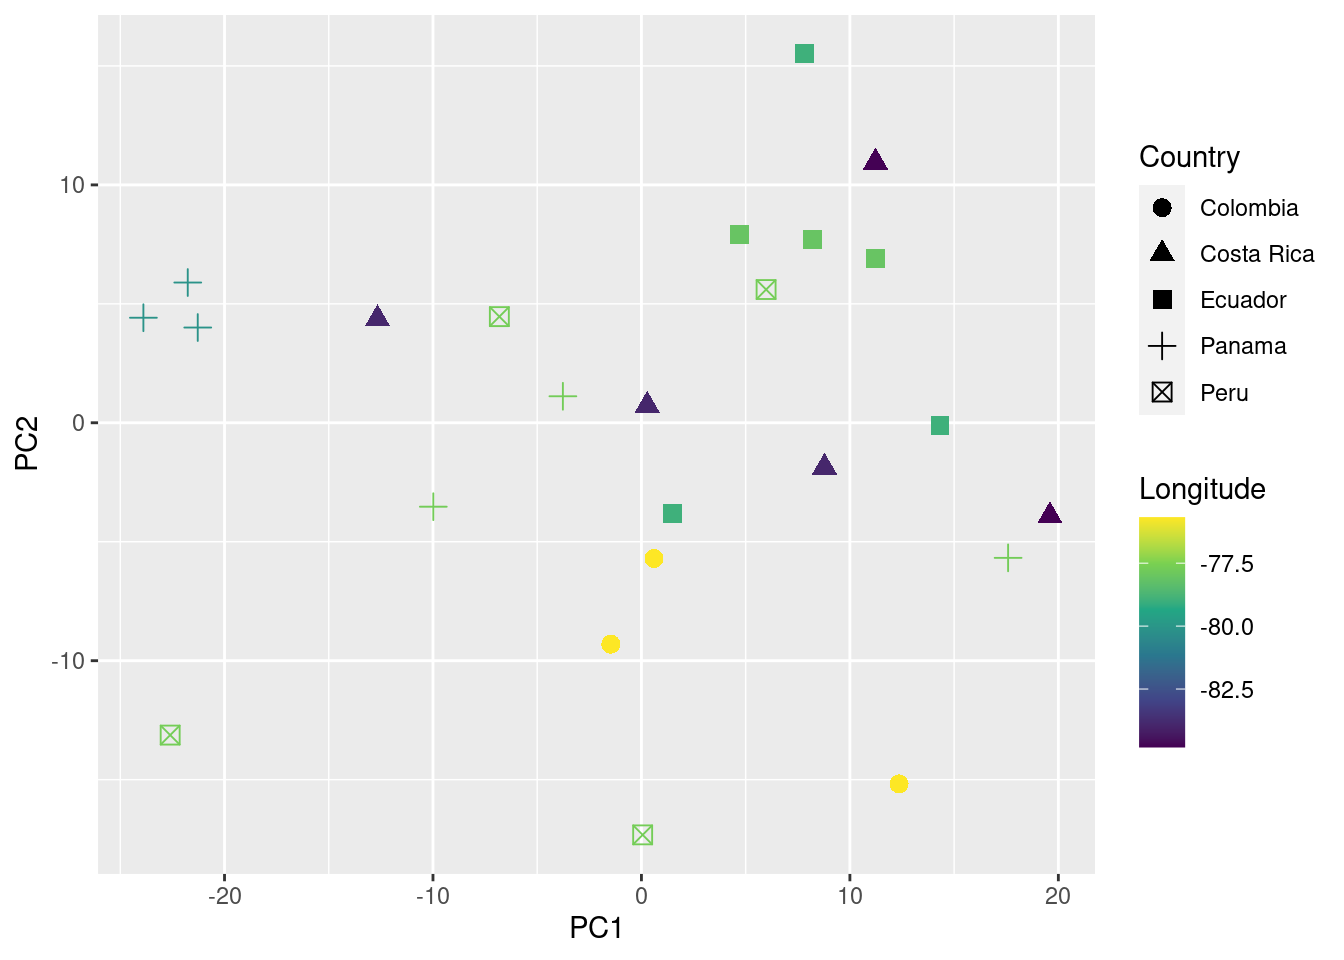 10
0
-10
PC2
-20
-10
0
10
20
PC1
Country
Colombia
Costa Rica
Ecuador
Panama
Peru
Longitude
-77.5
-80.0
-82.5